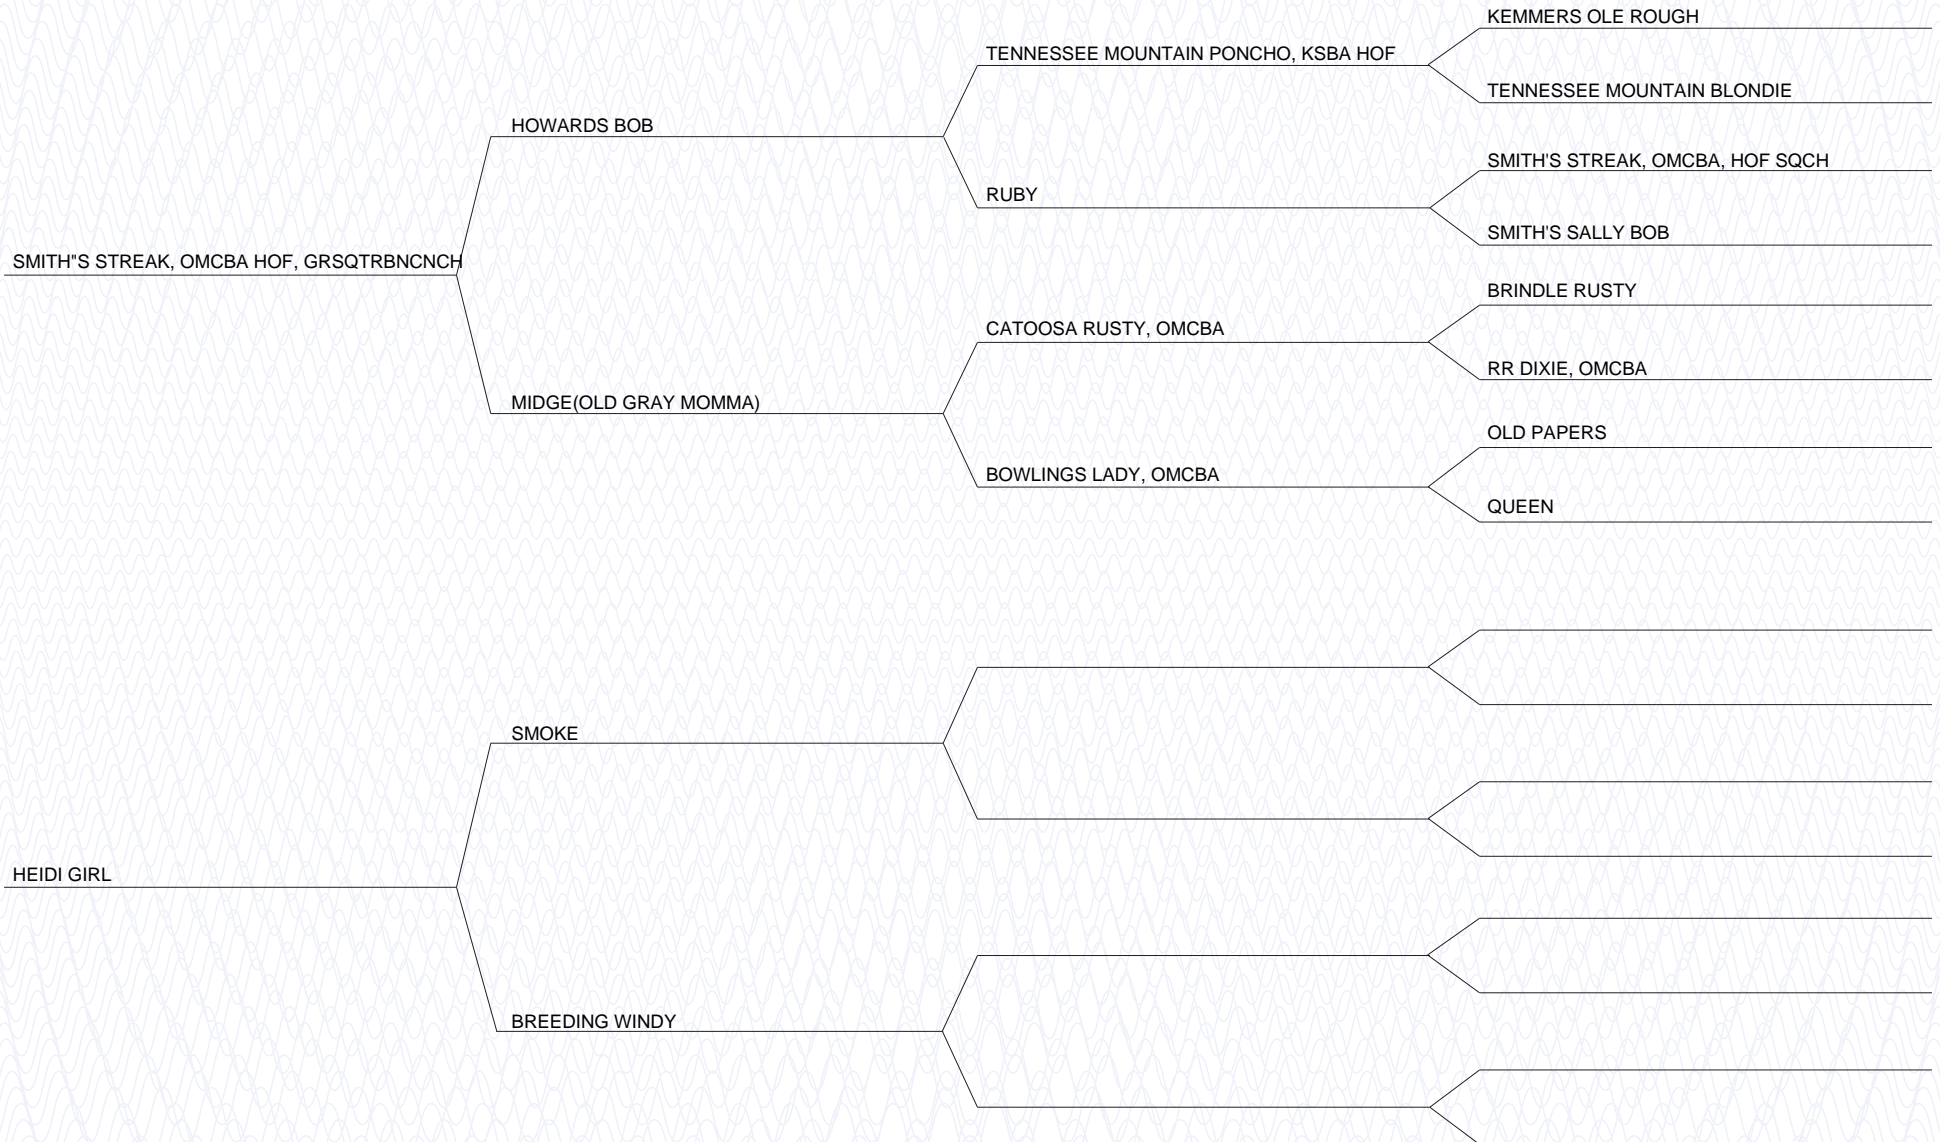 KEMMERS OLE ROUGH
TENNESSEE MOUNTAIN PONCHO, KSBA HOF
TENNESSEE MOUNTAIN BLONDIE
HOWARDS BOB
SMITH'S STREAK, OMCBA, HOF SQCH
RUBY
SMITH'S SALLY BOB
SMITH"S STREAK, OMCBA HOF, GRSQTRBNCNCH
BRINDLE RUSTY
CATOOSA RUSTY, OMCBA
RR DIXIE, OMCBA
MIDGE(OLD GRAY MOMMA)
OLD PAPERS
BOWLINGS LADY, OMCBA
QUEEN
SMOKE
HEIDI GIRL
BREEDING WINDY